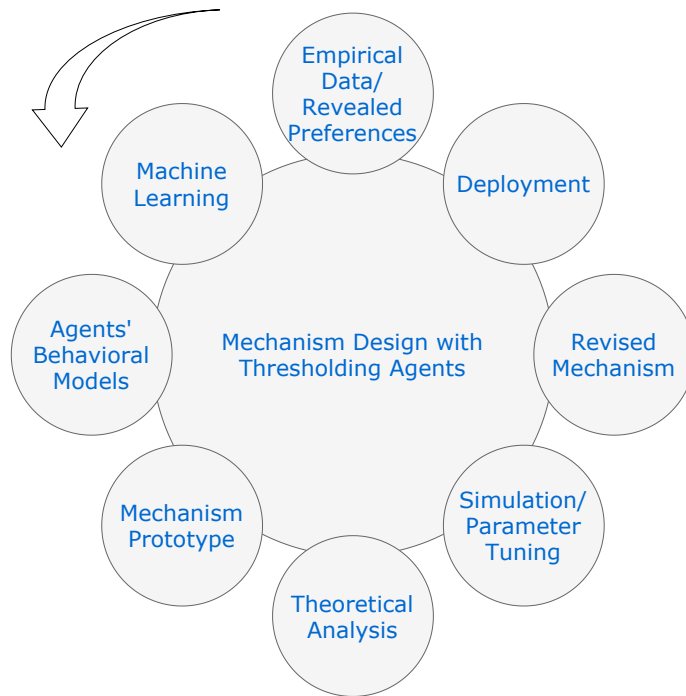 Empirical
Data/
Revealed
Preferences
Machine
Learning
Deployment
Agents'
Behavioral
Models
Mechanism Design with
Thresholding Agents
Revised
Mechanism
Mechanism
Prototype
Simulation/
Parameter
Tuning
Theoretical
Analysis